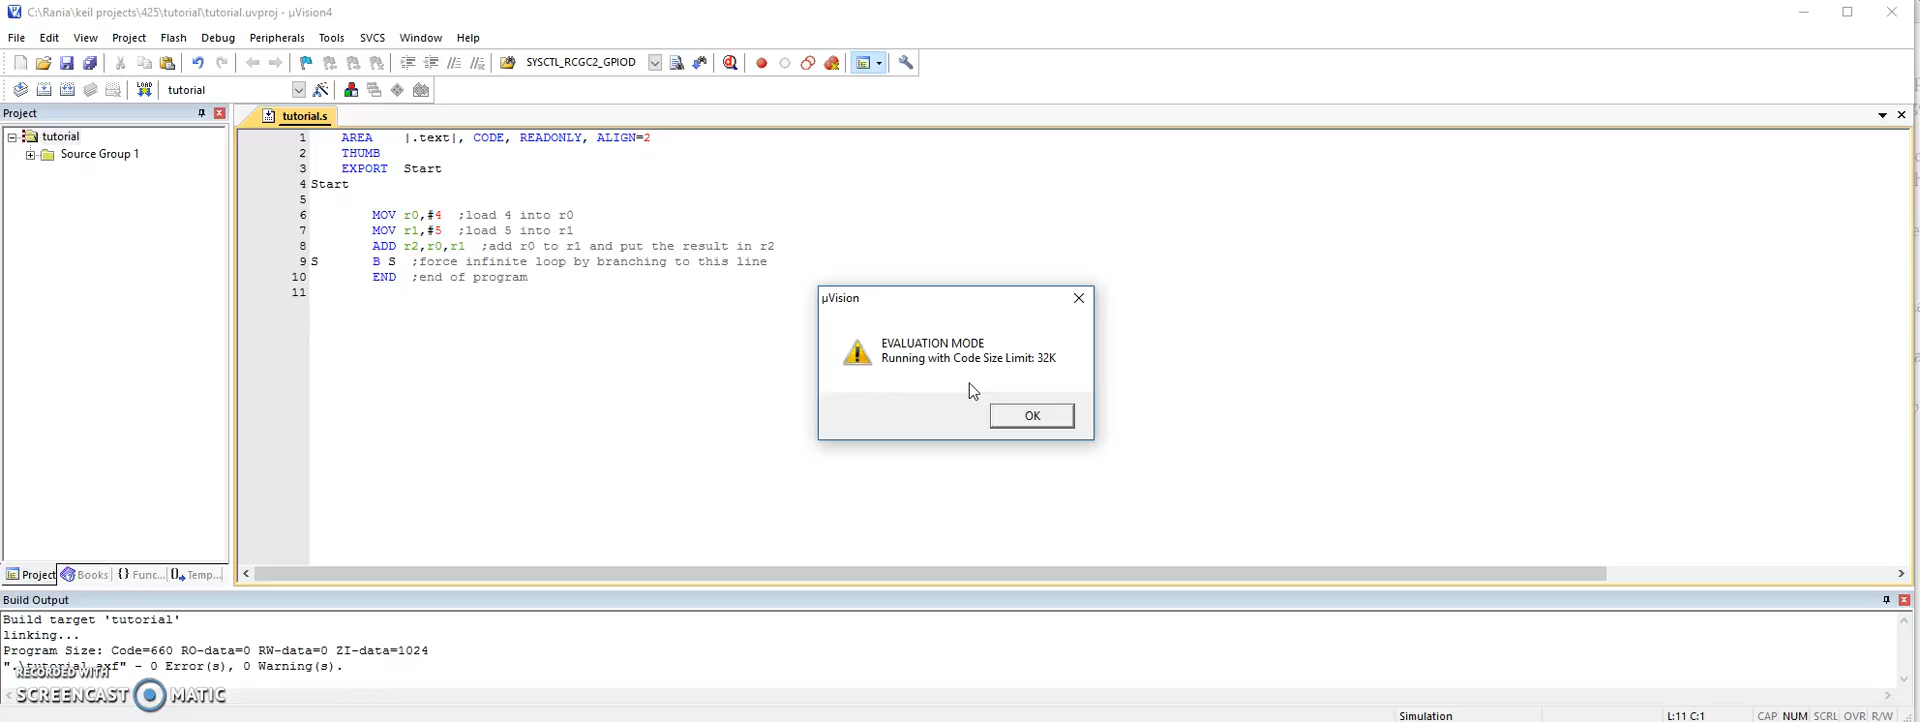 C:\Rania\keil projects\425\tutorial\tutorial.uvproj - µVision4
File Edit View Project Flash Debug Peripherals Tools SVCS Window Help
SYSCTL_RCGC2_GPIOD
LOAD tutorial
Project
tutorial.s
tutorial
Source Group 1
1 AREA |.text|, CODE, READONLY, ALIGN=2
2 THUMB
3 EXPORT Start
4 Start
5
6 MOV r0,#4 ;load 4 into r0
7 MOV r1,#5 ;load 5 into r1
8 ADD r2,r0,r1 ;add r0 to r1 and put the result in r2
9 S B S ;force infinite loop by branching to this line
10 END ;end of program
11
µVision
EVALUATION MODE
Running with Code Size Limit: 32K
OK
Project Books {} Func... Temp...
Build Output
Build target 'tutorial'
linking...
Program Size: Code=660 RO-data=0 RW-data=0 ZI-data=1024
".\tutorial.axf" - 0 Error(s), 0 Warning(s).
RECORDED WITH
SCREENCAST MATIC
Simulation L:11 C:1 CAP NUM SCRL OVR R/W